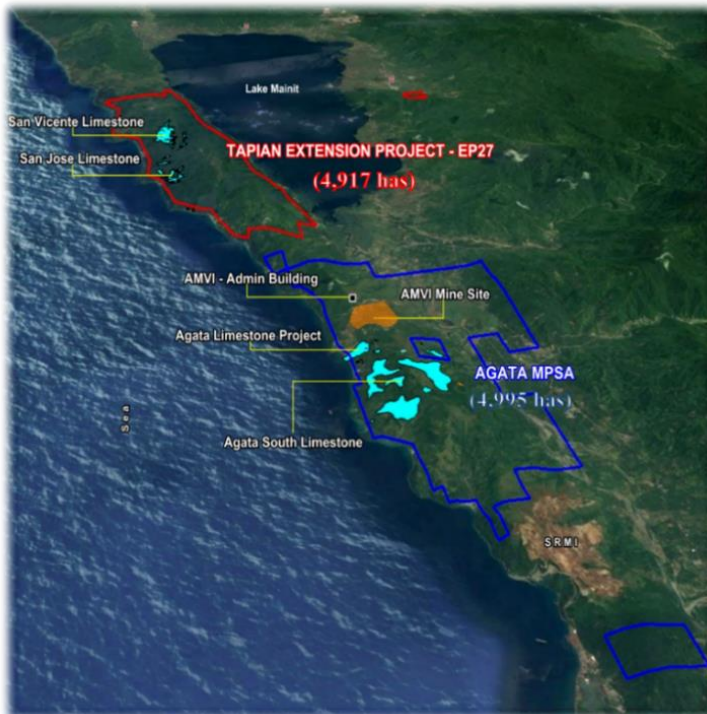 Lake Mainit
San Vicente Limestone
TAPIAN EXTENSION PROJECT - EP27
San Jose Limestone
(4,917 has)
AMVI - Admin Building
AMVI Mine Site
Agata Limestone Project
AGATA MPSA
(4,995 has)
Sea
Agata South Limestone
SRMI